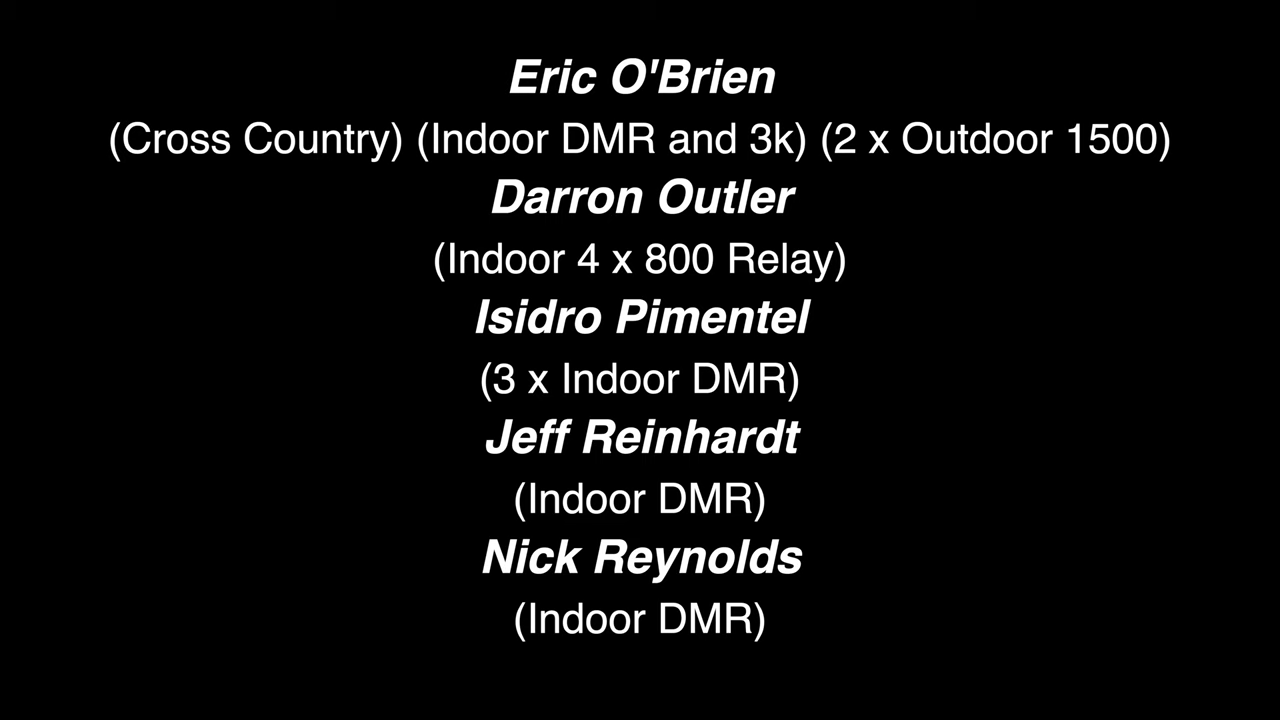 Eric O'Brien
(Cross Country) (Indoor DMR and 3k) (2 x Outdoor 1500)
Darron Outler
(Indoor 4 x 800 Relay)
Isidro Pimentel
(3 x Indoor DMR)
Jeff Reinhardt
(Indoor DMR)
Nick Reynolds
(Indoor DMR)